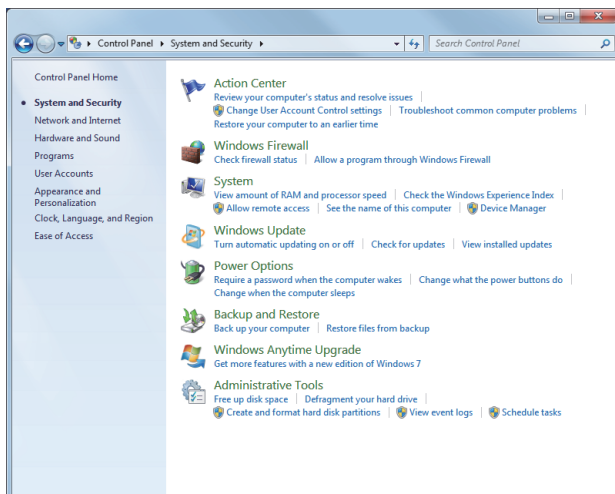 Control Panel ▸ System and Security ▸
Search Control Panel
Control Panel Home
System and Security
Network and Internet
Hardware and Sound
Programs
User Accounts
Appearance and
Personalization
Clock, Language, and Region
Ease of Access
Action Center
Review your computer's status and resolve issues
Change User Account Control settings | Troubleshoot common computer problems
Restore your computer to an earlier time
Windows Firewall
Check firewall status | Allow a program through Windows Firewall
System
View amount of RAM and processor speed | Check the Windows Experience Index
Allow remote access | See the name of this computer | Device Manager
Windows Update
Turn automatic updating on or off | Check for updates | View installed updates
Power Options
Require a password when the computer wakes | Change what the power buttons do
Change when the computer sleeps
Backup and Restore
Back up your computer | Restore files from backup
Windows Anytime Upgrade
Get more features with a new edition of Windows 7
Administrative Tools
Free up disk space | Defragment your hard drive
Create and format hard disk partitions | View event logs | Schedule tasks